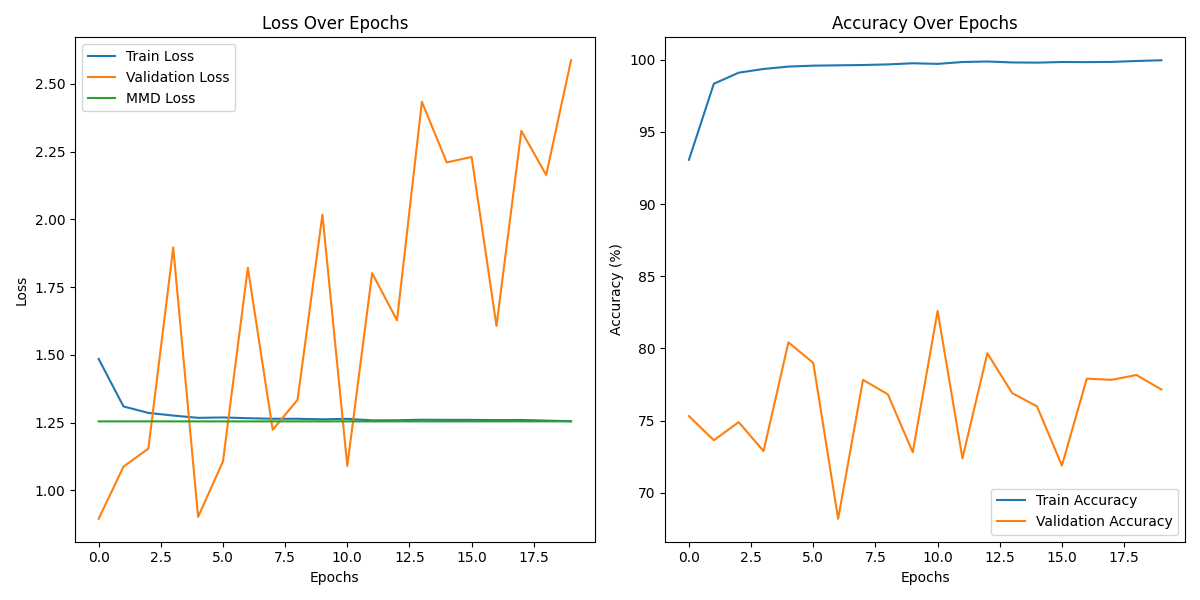 Loss Over Epochs
Train Loss
Validation Loss
MMD Loss
2.50
2.25
2.00
1.75
1.50
1.25
1.00
Loss
0.0 2.5 5.0 7.5 10.0 12.5 15.0 17.5
Epochs
Accuracy Over Epochs
100
95
90
85
80
75
70
Accuracy (%)
Train Accuracy
Validation Accuracy
0.0 2.5 5.0 7.5 10.0 12.5 15.0 17.5
Epochs